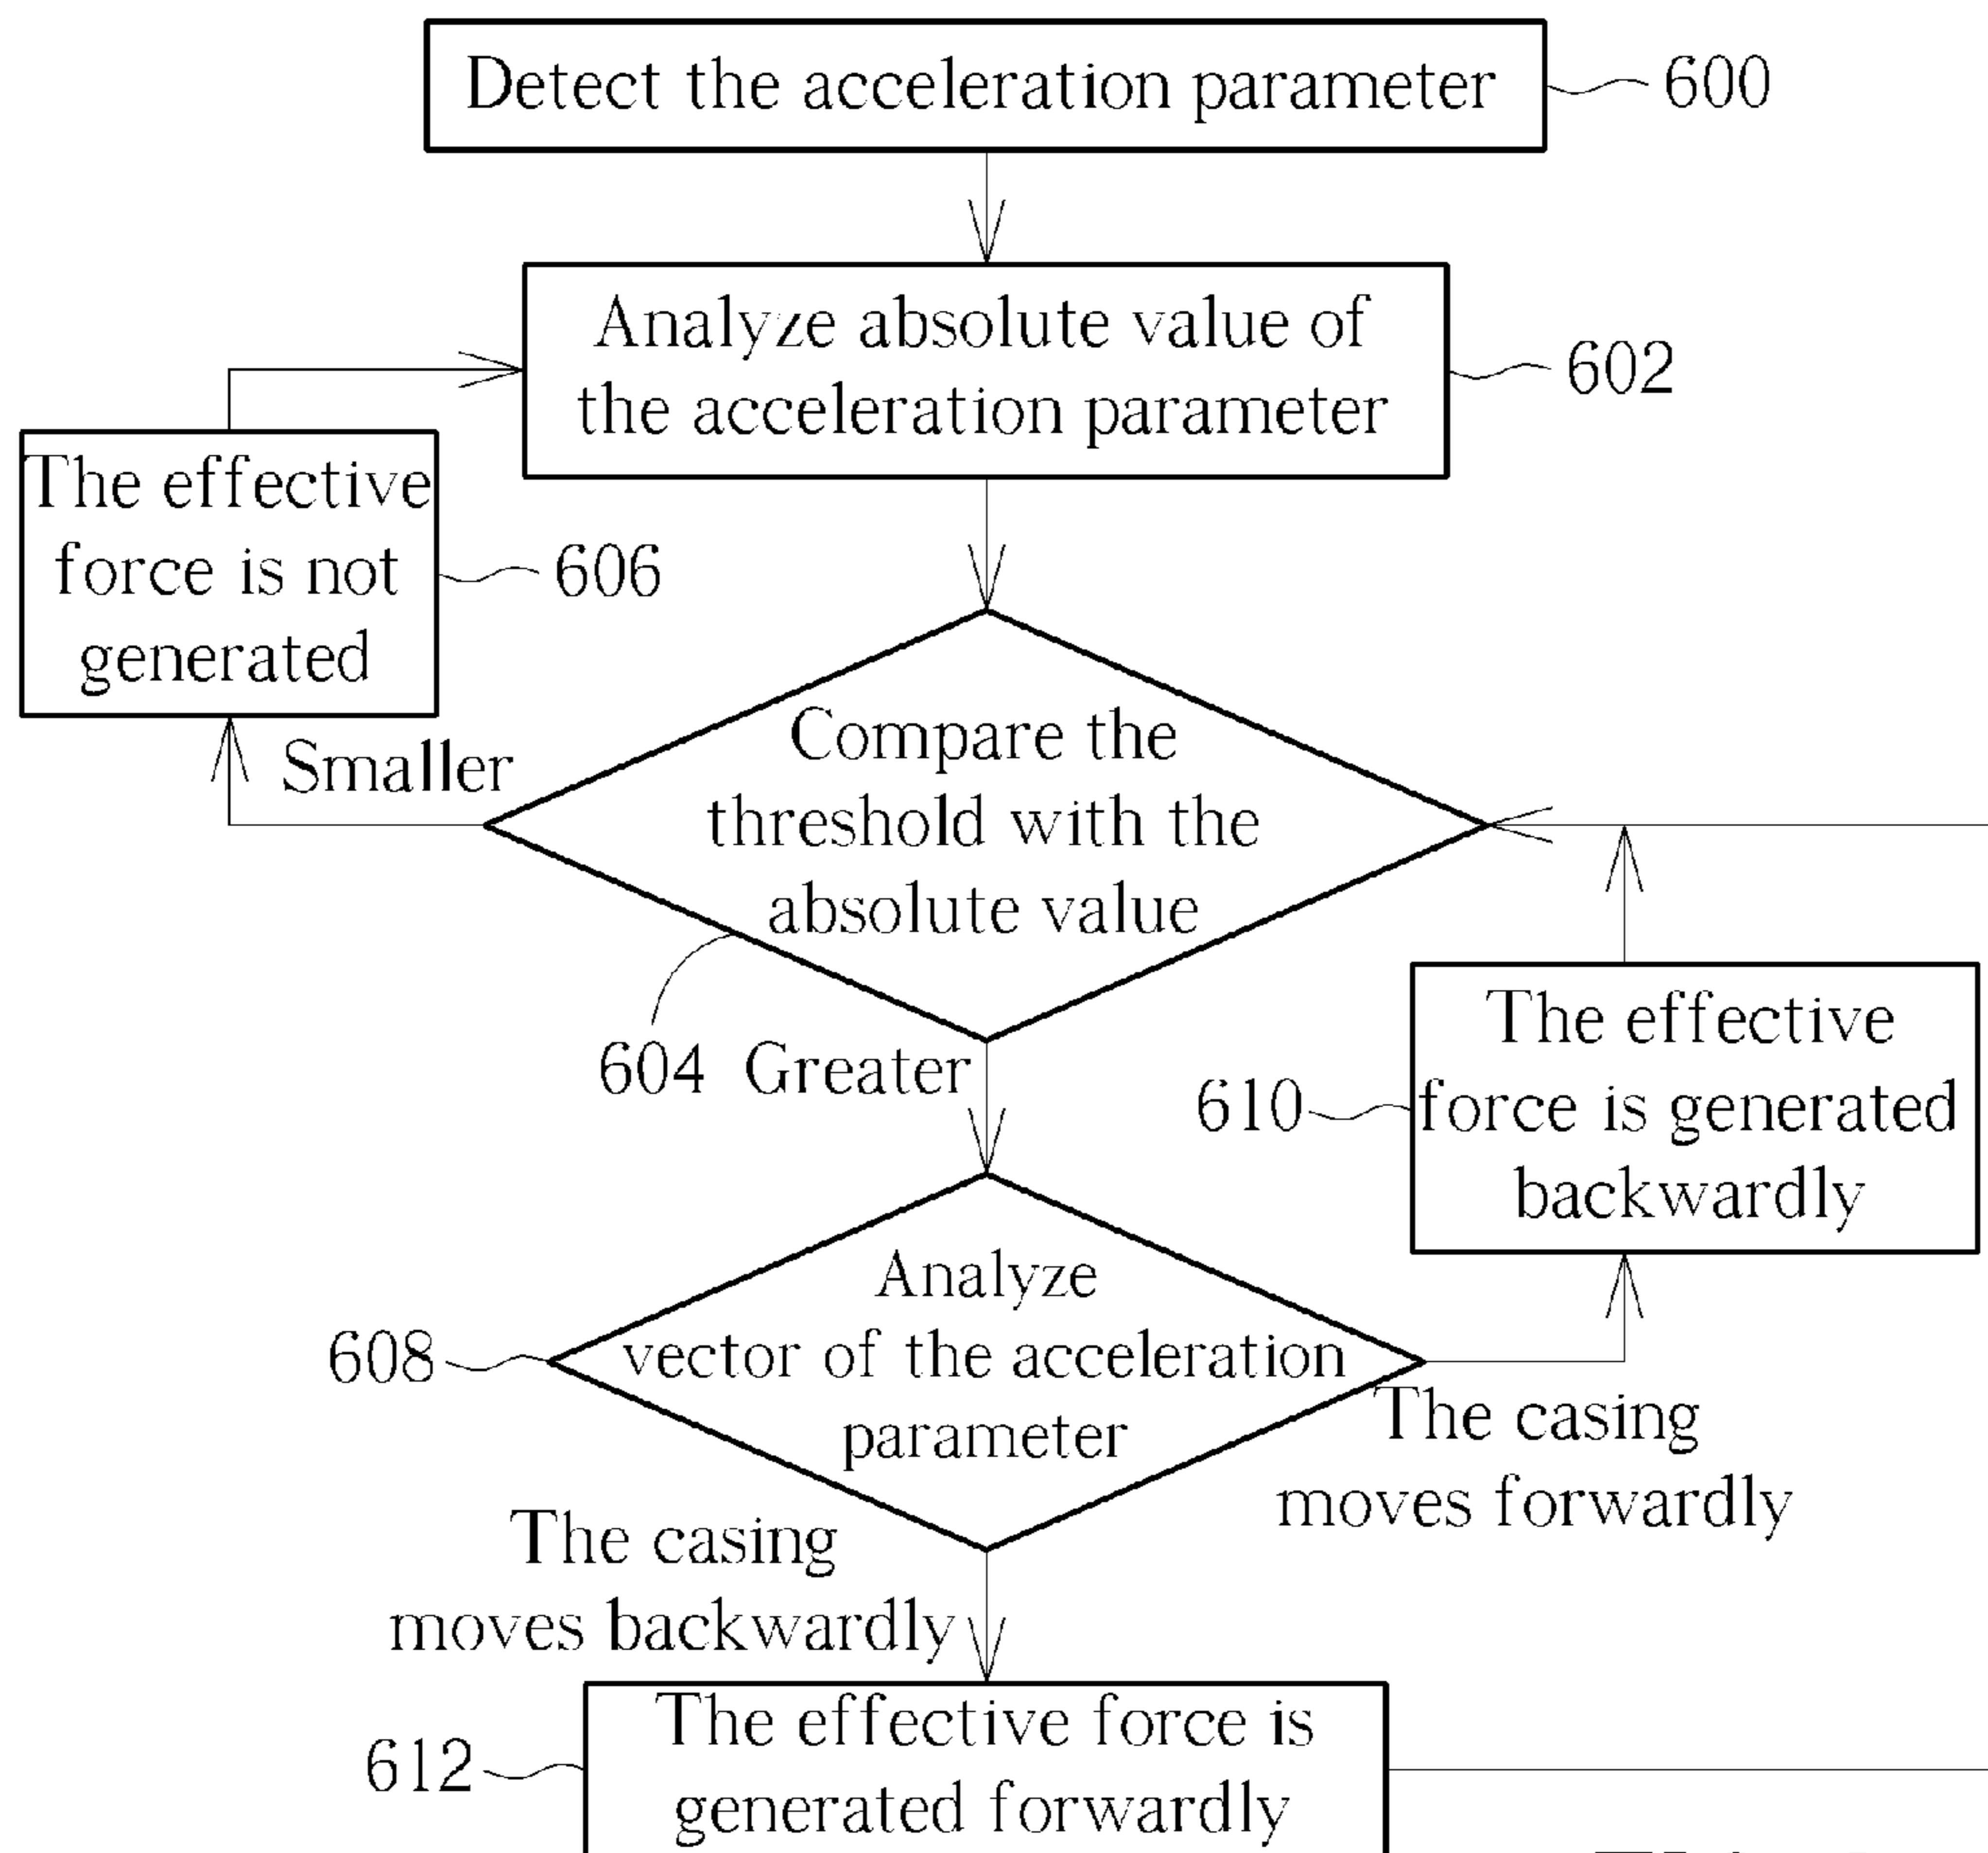 Detect the acceleration parameter
600
Analyze absolute value of
the acceleration parameter
602
The effective
force is not
generated
606
Smaller
Compare the
threshold with the
absolute value
604
Greater
The effective
force is generated
backwardly
610
Analyze
vector of the acceleration
parameter
608
The casing
moves forwardly
The casing
moves backwardly
The effective force is
generated forwardly
612